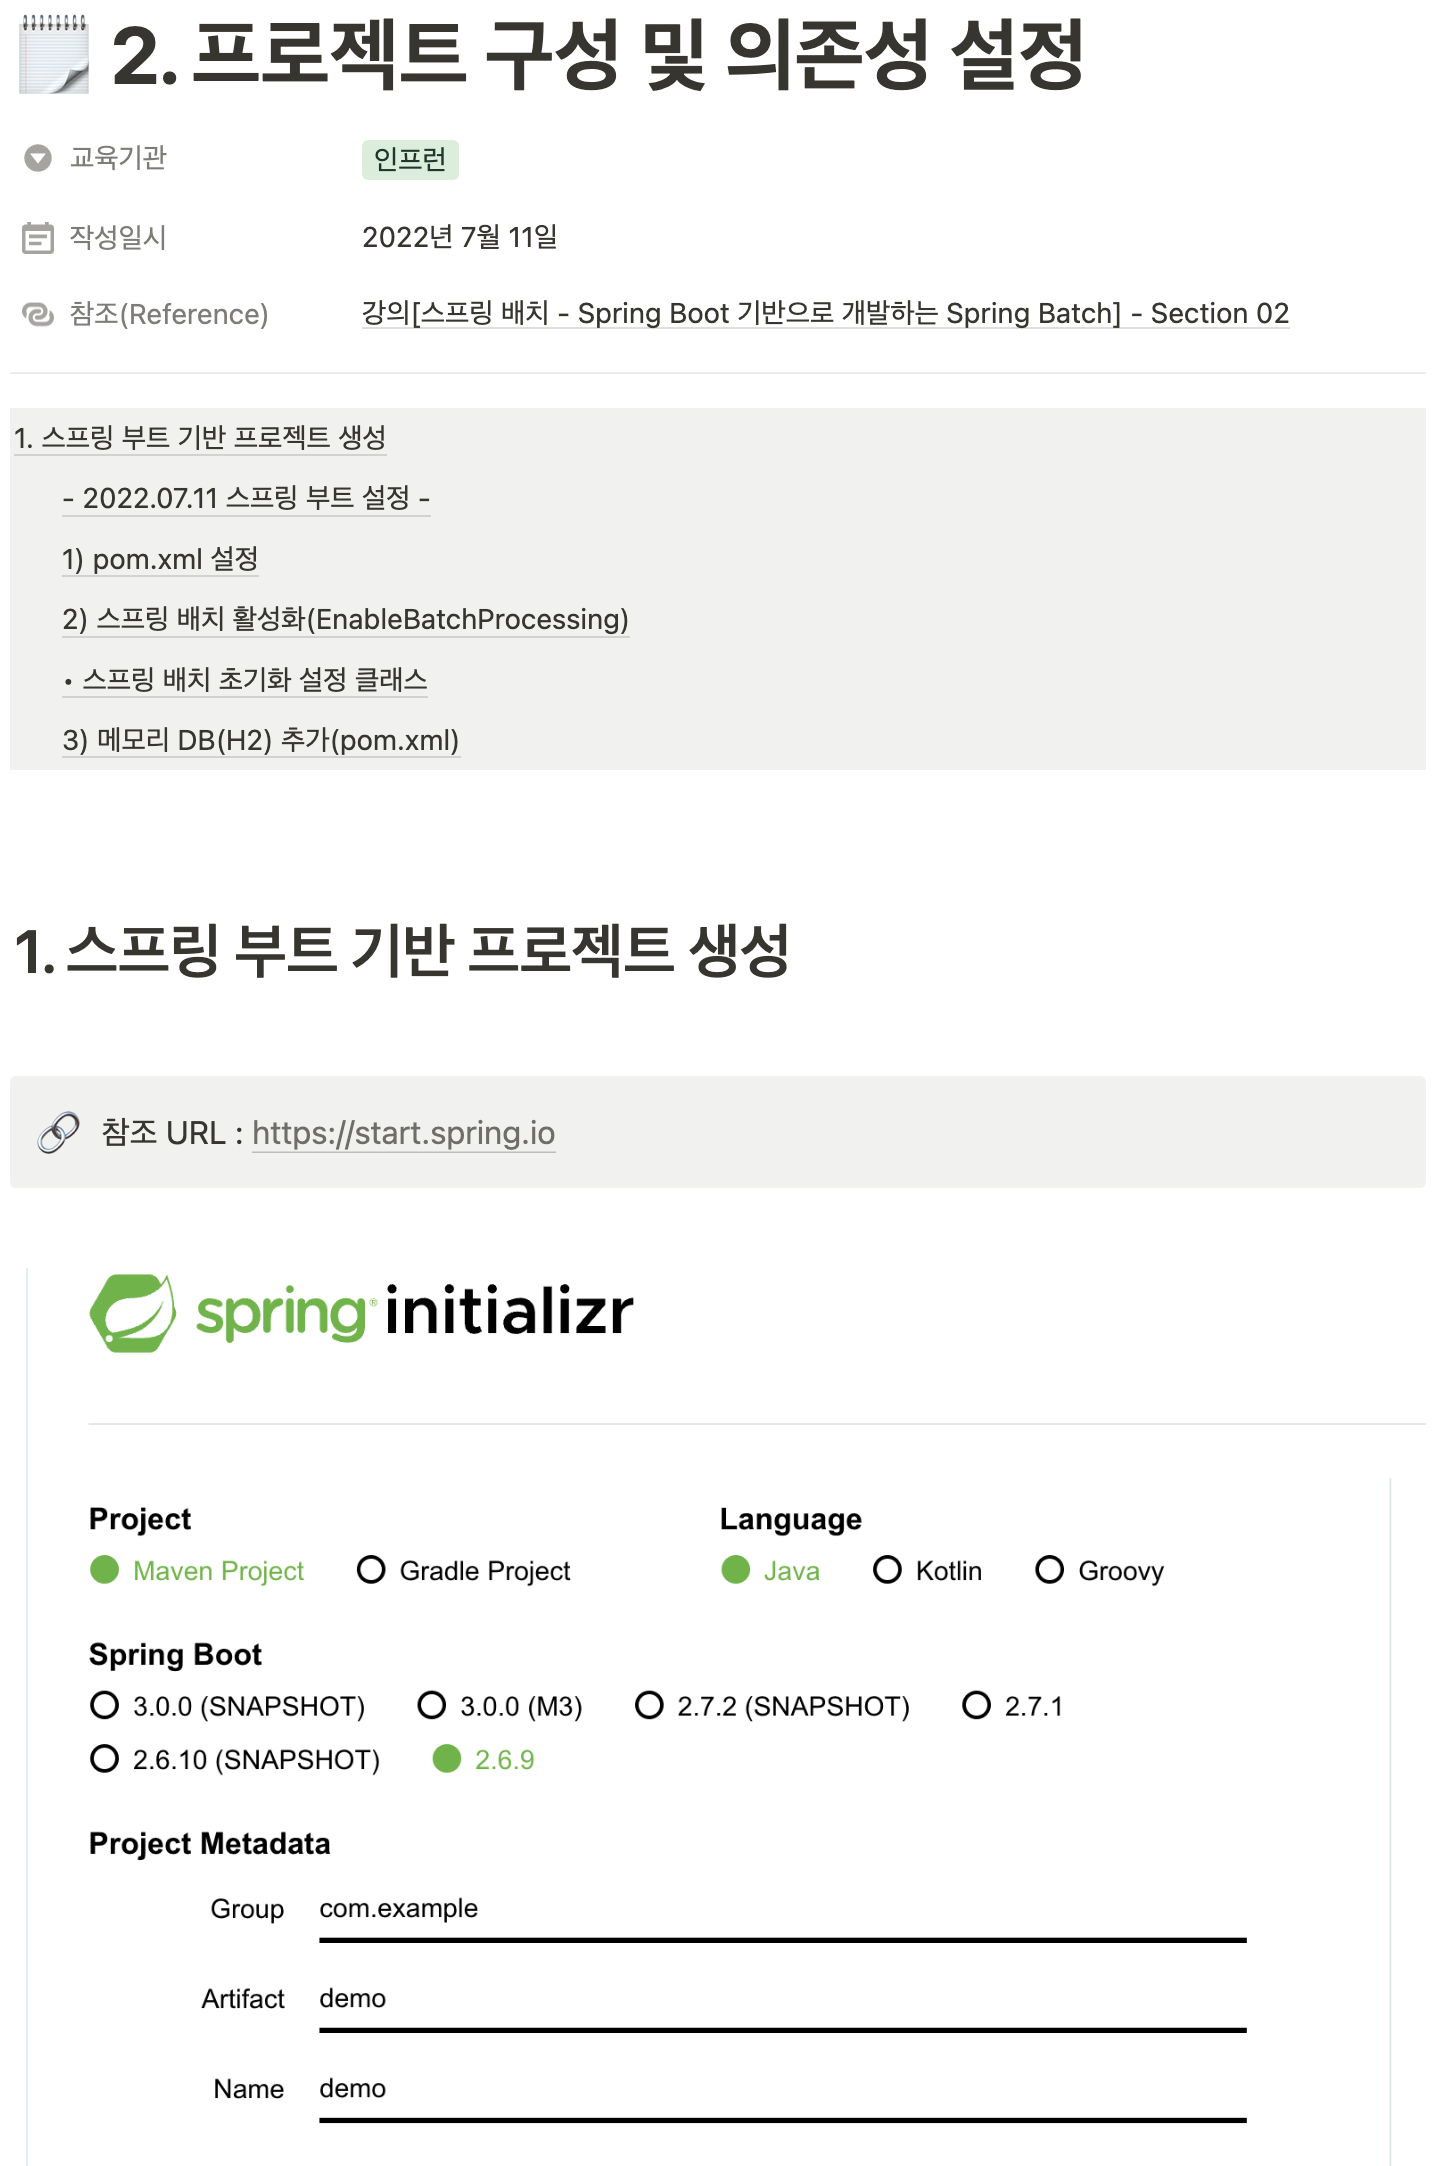 2. 프로젝트 구성 및 의존성 설정
교육기관 인프런
작성일시 2022년 7월 11일
참조(Reference) 강의[스프링 배치 - Spring Boot 기반으로 개발하는 Spring Batch] - Section 02
1. 스프링 부트 기반 프로젝트 생성
- 2022.07.11 스프링 부트 설정 -
1) pom.xml 설정
2) 스프링 배치 활성화(EnableBatchProcessing)
• 스프링 배치 초기화 설정 클래스
3) 메모리 DB(H2) 추가(pom.xml)
1. 스프링 부트 기반 프로젝트 생성
참조 URL : https://start.spring.io
spring® initializr
Project Language
Maven Project Gradle Project Java Kotlin Groovy
Spring Boot
3.0.0 (SNAPSHOT) 3.0.0 (M3) 2.7.2 (SNAPSHOT) 2.7.1
2.6.10 (SNAPSHOT) 2.6.9
Project Metadata
Group com.example
Artifact demo
Name demo